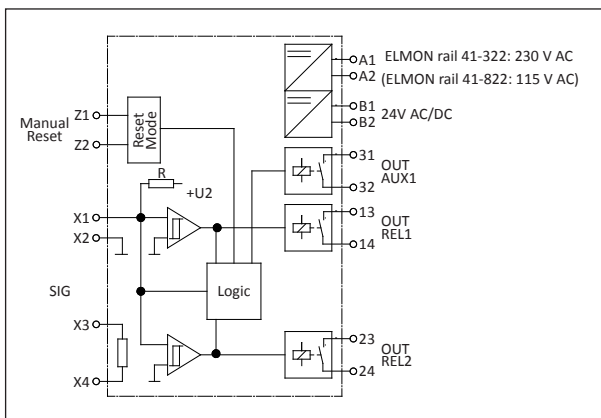 A1 ELMON rail 41-322: 230 V AC
A2 (ELMON rail 41-822: 115 V AC)
B1
24V AC/DC
B2
Manual
Reset
Z1
Z2
Reset
Mode
31
OUT
AUX1
32
R
+U2
X1
X2
13
OUT
REL1
14
SIG
Logic
X3
X4
23
OUT
REL2
24